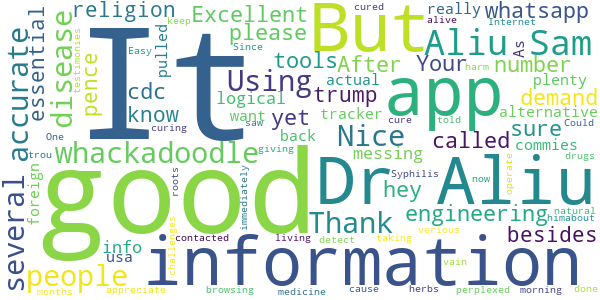 religion keep cured Internet alive really whatsapp
Excellent please
But
Easy testimonies
essential disease accurate
It
pulled tools After Your Aliu Sam As number
pence cdc know logical Using actual trump plenty
want yet tracker app alternative demand
One curing saw cure told commies
Since giving back Nice called sure Could
whackadoodle messing
trou roots hey Syphilis drugs
good Dr Aliu now operate natural
foreign immediately Thank engineering himabout
several info contacted living detect taking verious besides
usa challenges information
people
months appreciate browsing medicine cause herbs vain perplexed morning harm done